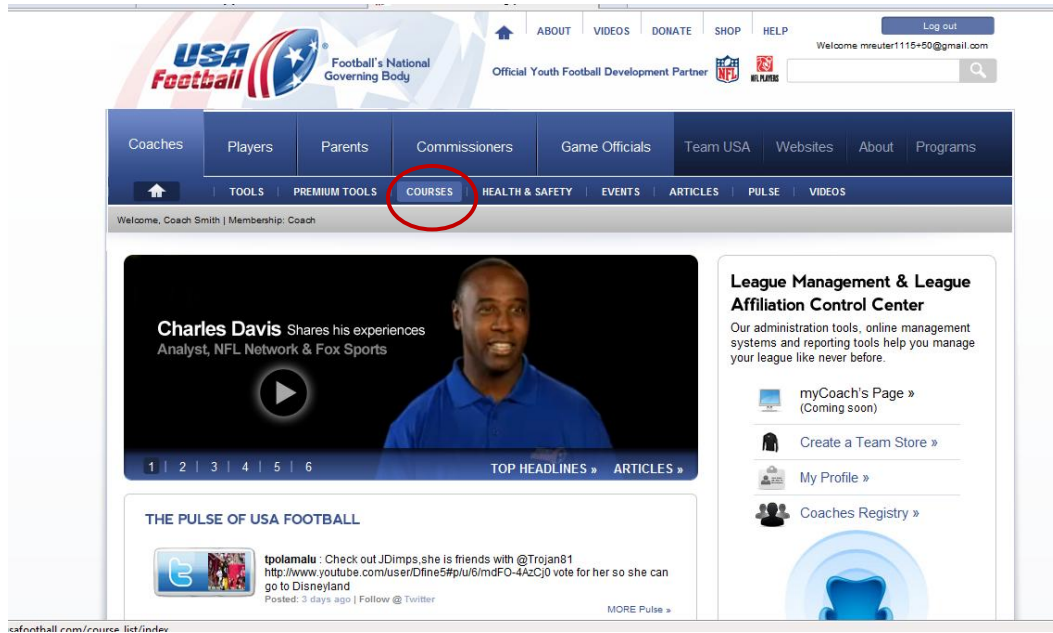 USA Football
Football's National
Governing Body
ABOUT VIDEOS DONATE SHOP HELP
Log out
Welcome mreuter1115+50@gmail.com
Official Youth Football Development Partner
NFL
NFL PLAYERS
Coaches Players Parents Commissioners Game Officials Team USA Websites About Programs
TOOLS PREMIUM TOOLS COURSES HEALTH & SAFETY EVENTS ARTICLES PULSE VIDEOS
Welcome, Coach Smith | Membership: Coach
Charles Davis Shares his experiences
Analyst, NFL Network & Fox Sports
1 | 2 | 3 | 4 | 5 | 6
TOP HEADLINES » ARTICLES »
League Management & League
Affiliation Control Center
Our administration tools, online management
systems and reporting tools help you manage
your league like never before.
myCoach's Page »
(Coming soon)
Create a Team Store »
My Profile »
Coaches Registry »
THE PULSE OF USA FOOTBALL
tpolamalu : Check out JDimps,she is friends with @Trojan81
http://www.youtube.com/user/Dfine5#p/u/6/mdFO-4AzCj0 vote for her so she can
go to Disneyland
Posted: 3 days ago | Follow @ Twitter
MORE Pulse »
usafootball.com/course_list/index